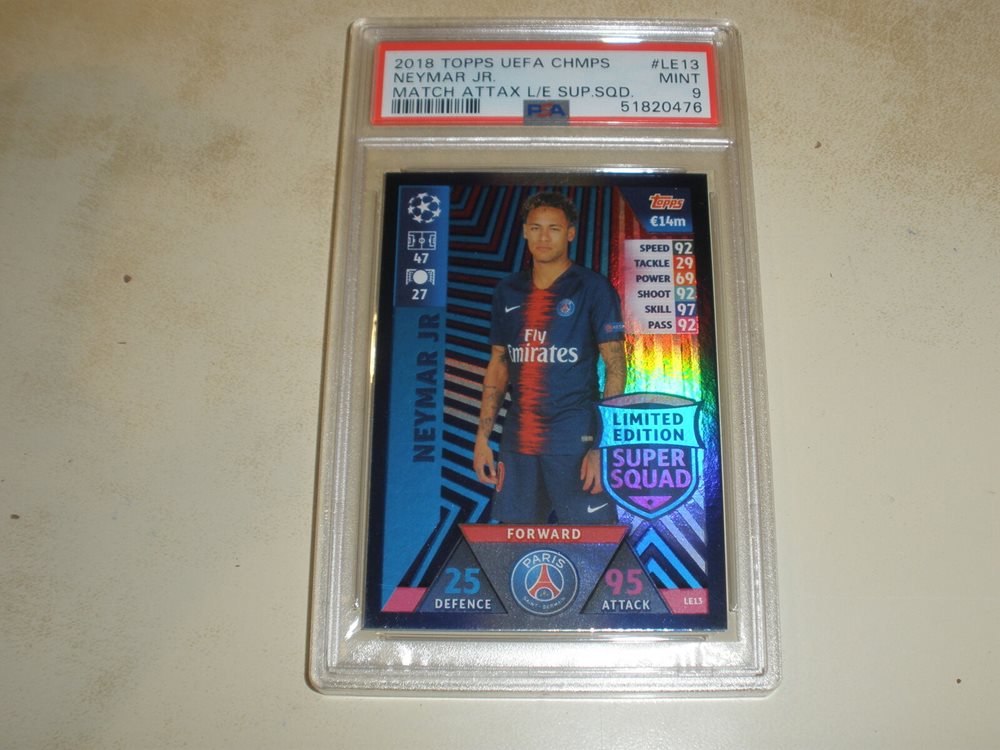 2018 TOPPS UEFA CHMPS #LE13
NEYMAR JR. MINT
MATCH ATTAX L/E SUP.SQD. 9
PSA 51820476
topps
€14m
47
27
NEYMAR JR
SPEED 92
TACKLE 29
POWER 69
SHOOT 92
SKILL 97
PASS 92
Fly
Emirates
LIMITED
EDITION
SUPER
SQUAD
FORWARD
25
DEFENCE
PARIS
SAINT-GERMAIN
95
ATTACK
LE13